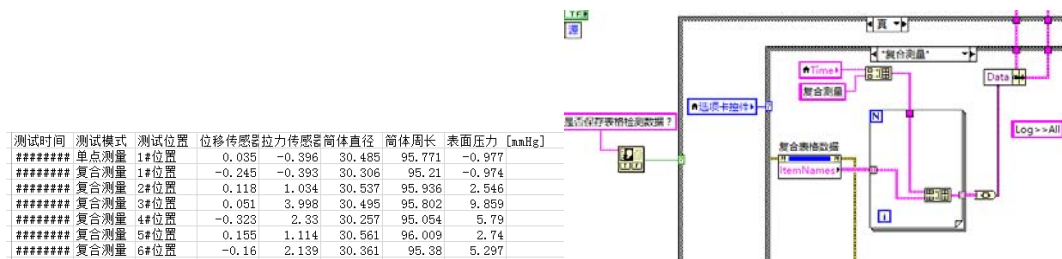 测试时间 测试模式 测试位置 位移传感器 拉力传感器 筒体直径 筒体周长 表面压力 [mmHg]
######## 单点测量 1#位置 0.035 -0.396 30.485 95.771 -0.977
######## 复合测量 1#位置 -0.245 -0.393 30.306 95.21 -0.974
######## 复合测量 2#位置 0.118 1.034 30.537 95.936 2.546
######## 复合测量 3#位置 0.051 3.998 30.495 95.802 9.859
######## 复合测量 4#位置 -0.323 2.33 30.257 95.054 5.79
######## 复合测量 5#位置 0.155 1.114 30.561 96.009 2.74
######## 复合测量 6#位置 -0.16 2.139 30.361 95.38 5.297
TF
源
真
"复合测量"
Time
复合测量
Data
选项卡控件
是否保存表格检测数据？
N
Log>>All
复合表格数据
ItemNames
i